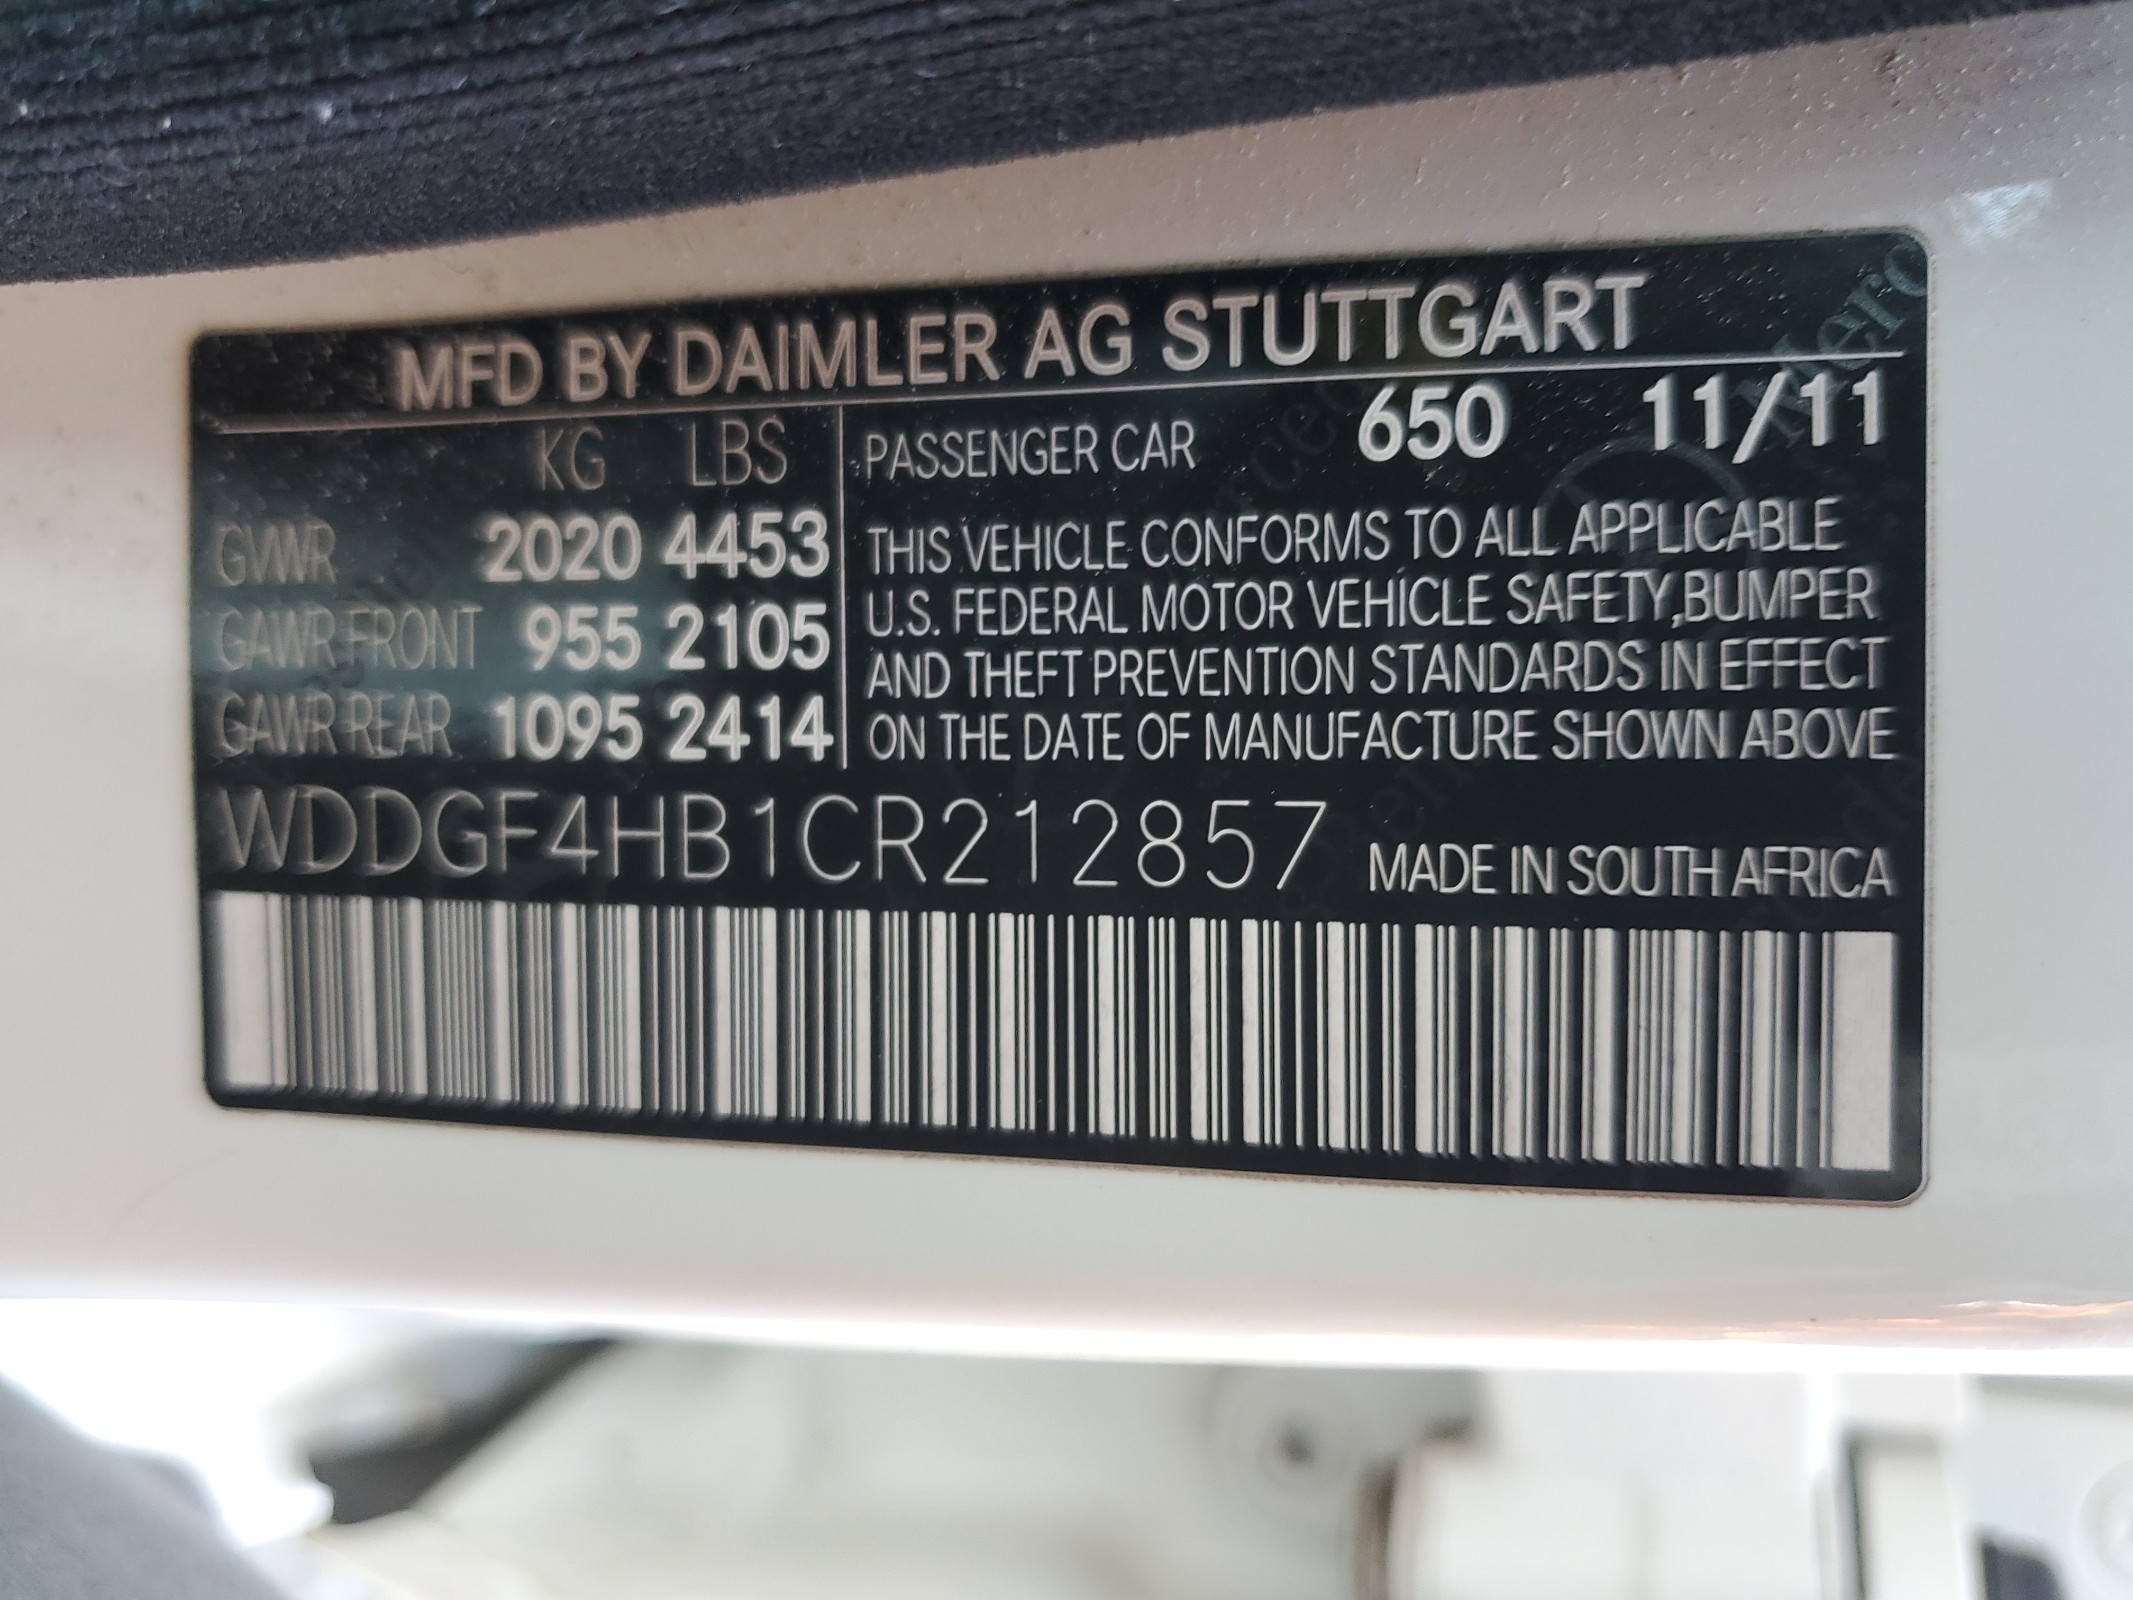 MFD BY DAIMLER AG STUTTGART
KG LBS
GVWR 2020 4453
GAWR FRONT 955 2105
GAWR REAR 1095 2414
PASSENGER CAR 650 11/11
THIS VEHICLE CONFORMS TO ALL APPLICABLE
U.S. FEDERAL MOTOR VEHICLE SAFETY,BUMPER
AND THEFT PREVENTION STANDARDS IN EFFECT
ON THE DATE OF MANUFACTURE SHOWN ABOVE
WDDGF4HB1CR212857
MADE IN SOUTH AFRICA